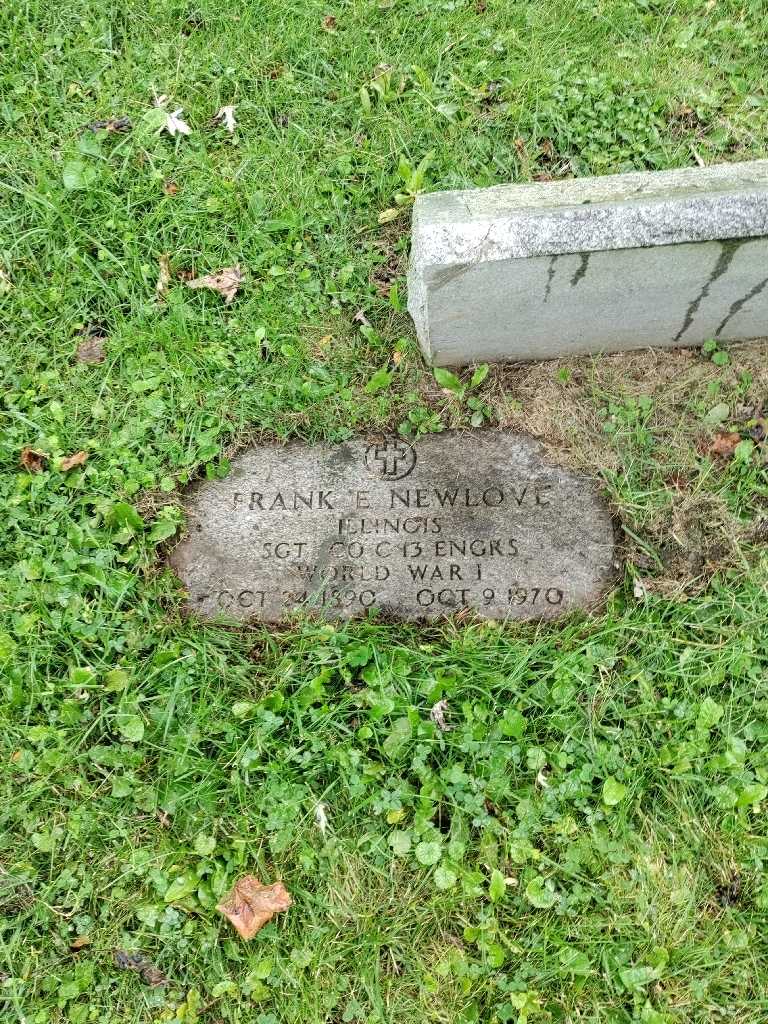 FRANK E NEWLOVE
ILLINOIS
SGT CO C 13 ENGRS
WORLD WAR I
OCT 24 1890 OCT 9 1970